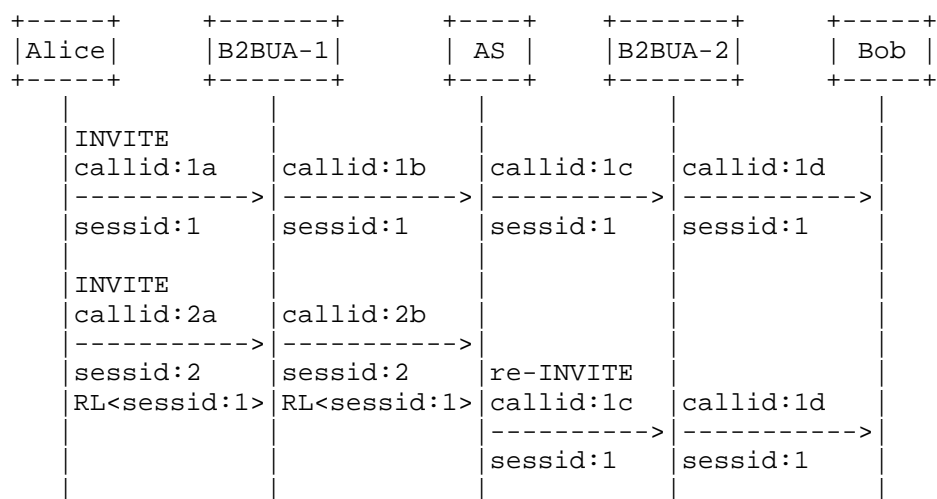 +-----+ +-------+ +----+ +-------+ +-----+
|Alice| |B2BUA-1| | AS | |B2BUA-2| | Bob |
+-----+ +-------+ +----+ +-------+ +-----+
| | | | |
|INVITE | | | |
|callid:1a |callid:1b |callid:1c |callid:1d |
|----------->|----------->|---------->|----------->|
|sessid:1 |sessid:1 |sessid:1 |sessid:1 |
| | | | |
|INVITE | | | |
|callid:2a |callid:2b | | |
|----------->|----------->| | |
|sessid:2 |sessid:2 |re-INVITE | |
|RL<sessid:1>|RL<sessid:1>|callid:1c |callid:1d |
| | |---------->|----------->|
| | |sessid:1 |sessid:1 |
| | | | |